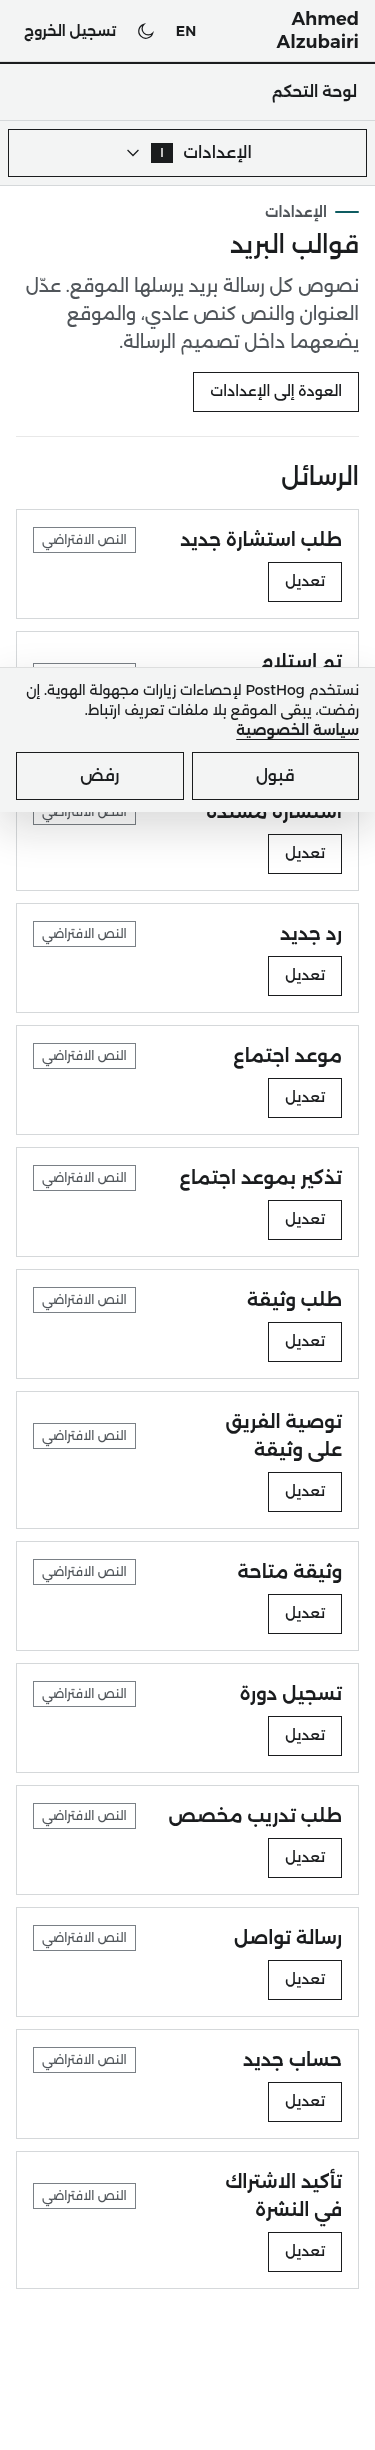 Ahmed
Alzubairi
EN
تسجيل الخروج
لوحة التحكم
الإعدادات
الإعدادات
قوالب البريد
نصوص كل رسالة بريد يرسلها الموقع. عدّل
العنوان والنص كنص عادي، والموقع
يضعهما داخل تصميم الرسالة.
العودة إلى الإعدادات
الرسائل
طلب استشارة جديد
النص الافتراضي
تعديل
تم استلام
نستخدم PostHog لإحصاءات زيارات مجهولة الهوية. إن
رفضت، يبقى الموقع بلا ملفات تعريف ارتباط.
سياسة الخصوصية
قبول
رفض
استشارة مسندة
النص الافتراضي
تعديل
رد جديد
النص الافتراضي
تعديل
موعد اجتماع
النص الافتراضي
تعديل
تذكير بموعد اجتماع
النص الافتراضي
تعديل
طلب وثيقة
النص الافتراضي
تعديل
توصية الفريق
على وثيقة
النص الافتراضي
تعديل
وثيقة متاحة
النص الافتراضي
تعديل
تسجيل دورة
النص الافتراضي
تعديل
طلب تدريب مخصص
النص الافتراضي
تعديل
رسالة تواصل
النص الافتراضي
تعديل
حساب جديد
النص الافتراضي
تعديل
تأكيد الاشتراك
في النشرة
النص الافتراضي
تعديل